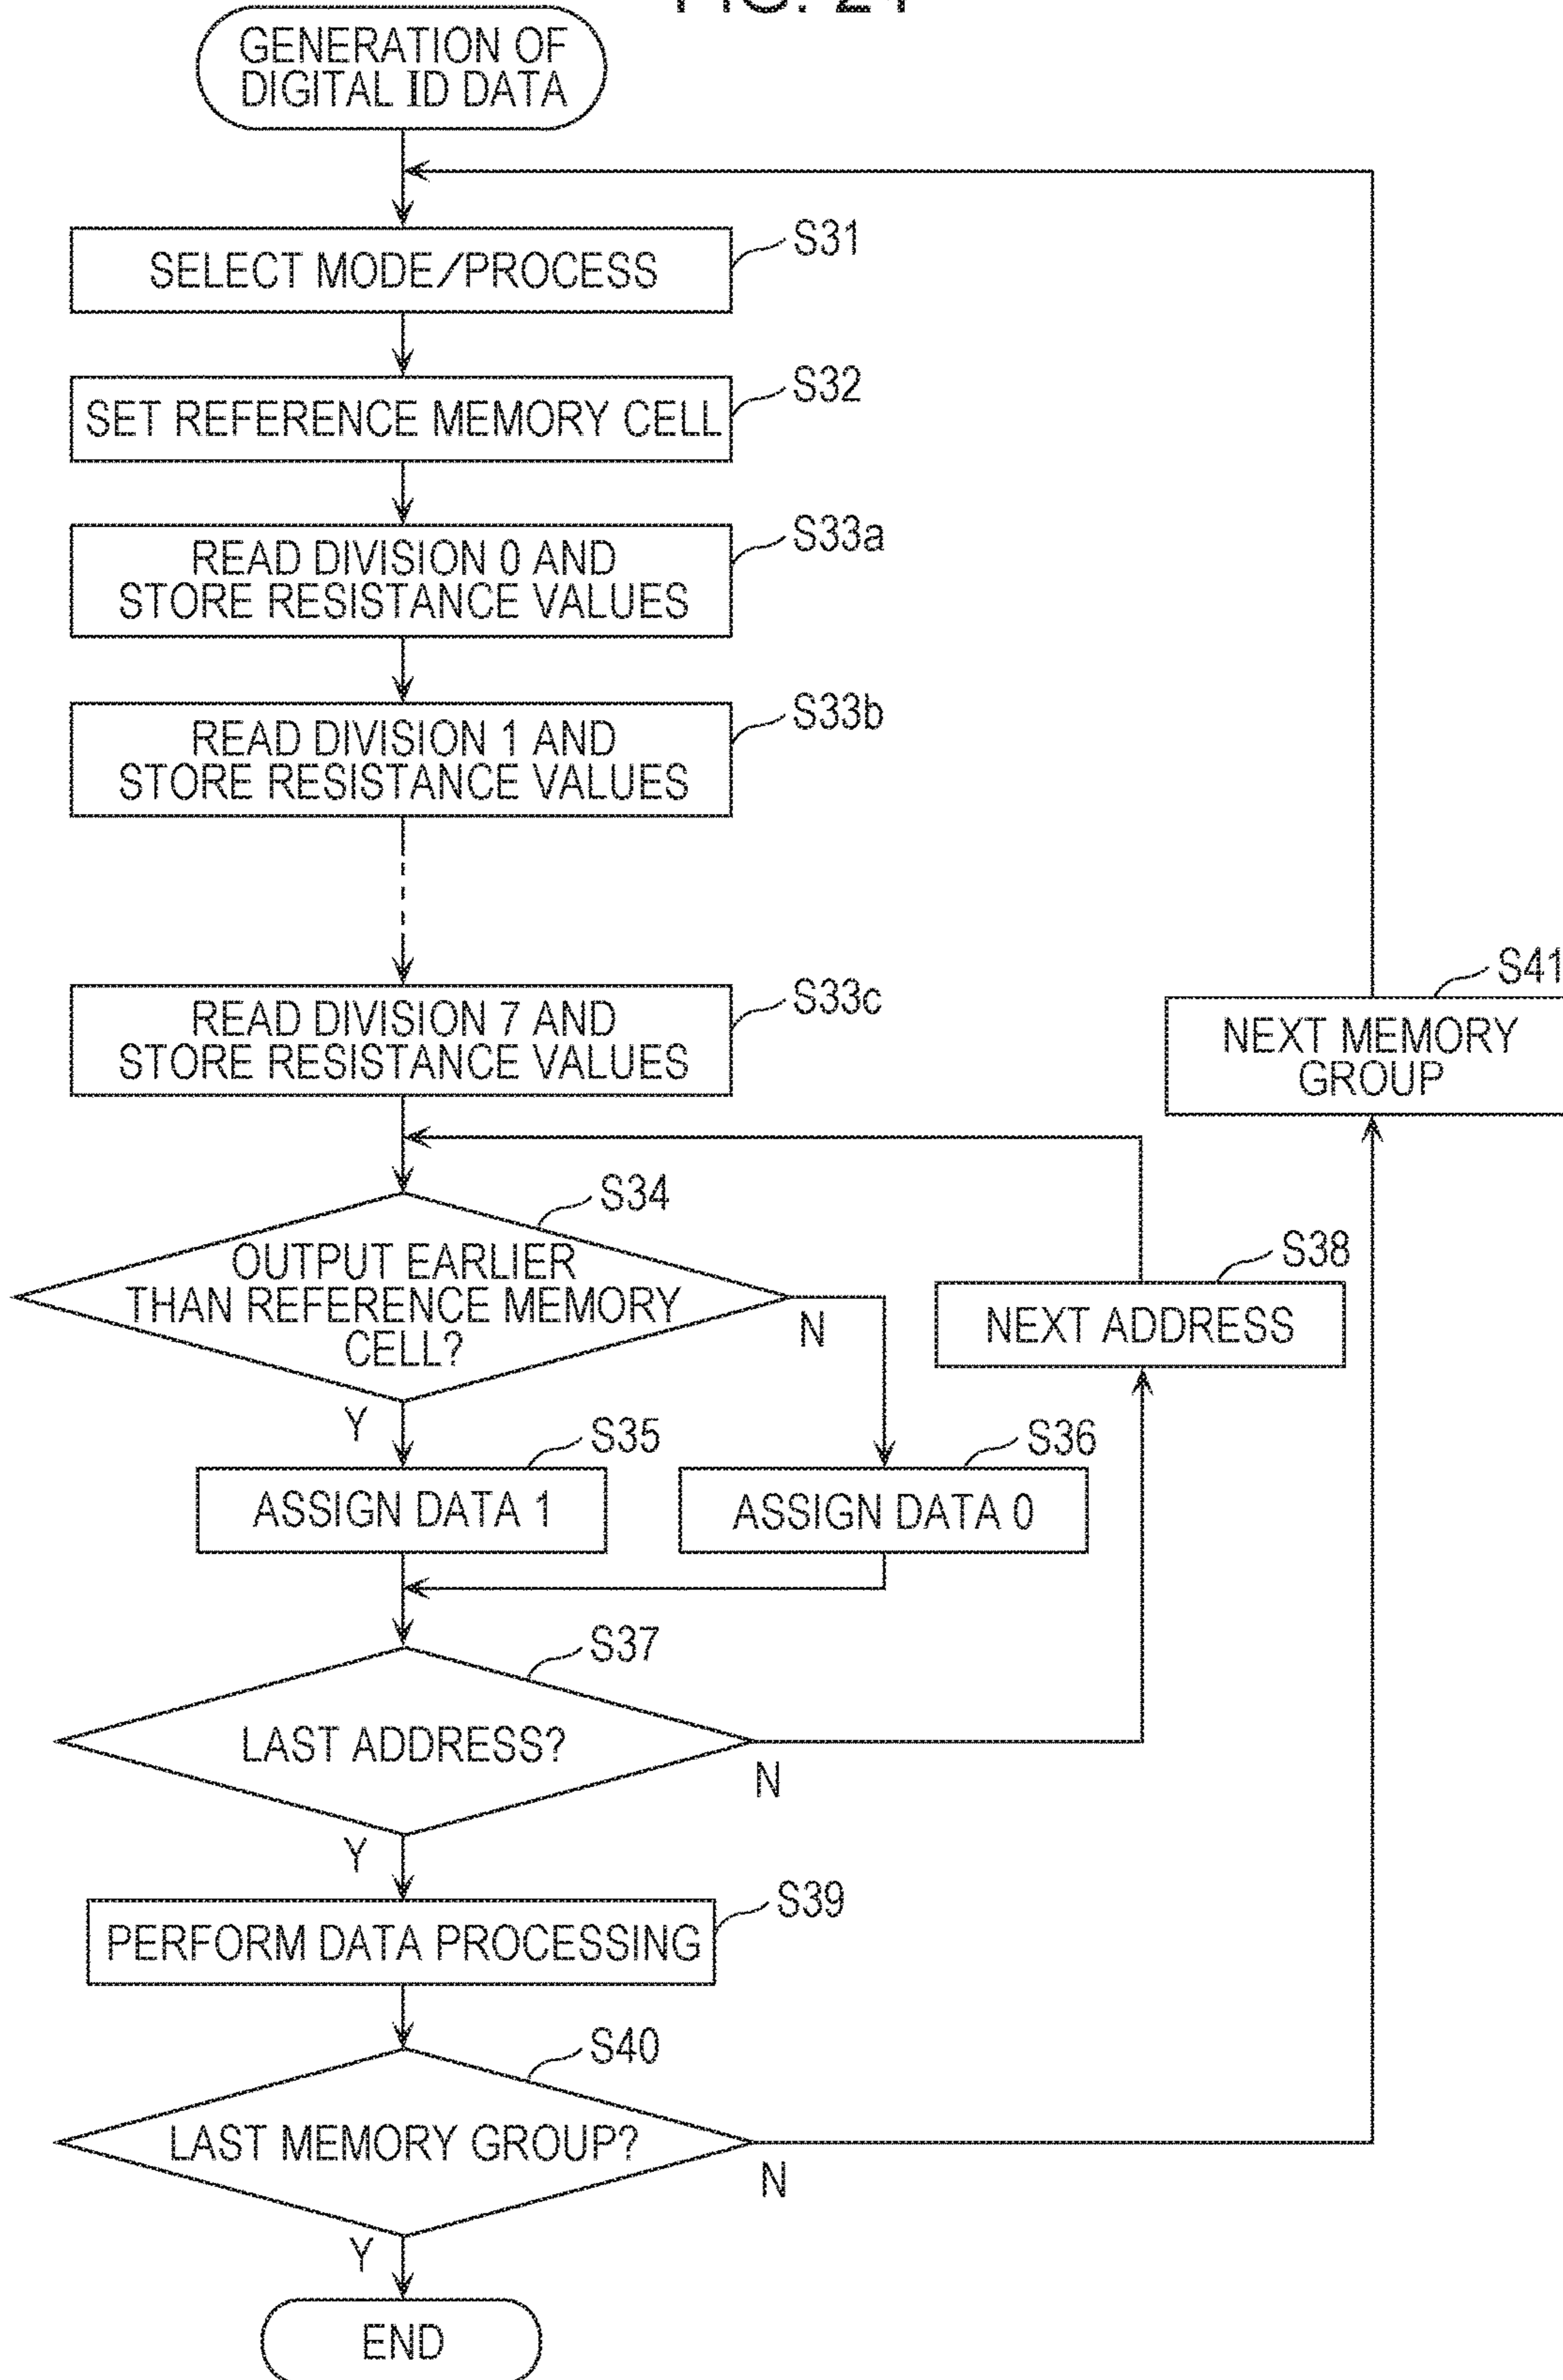 GENERATION OF
DIGITAL ID DATA
S31
SELECT MODE/PROCESS
S32
SET REFERENCE MEMORY CELL
S33a
READ DIVISION 0 AND
STORE RESISTANCE VALUES
S33b
READ DIVISION 1 AND
STORE RESISTANCE VALUES
S33c
READ DIVISION 7 AND
STORE RESISTANCE VALUES
S41
NEXT MEMORY
GROUP
S34
OUTPUT EARLIER
THAN REFERENCE MEMORY
CELL?
N
Y
S38
NEXT ADDRESS
S35
ASSIGN DATA 1
S36
ASSIGN DATA 0
S37
LAST ADDRESS?
N
Y
S39
PERFORM DATA PROCESSING
S40
LAST MEMORY GROUP?
N
Y
END